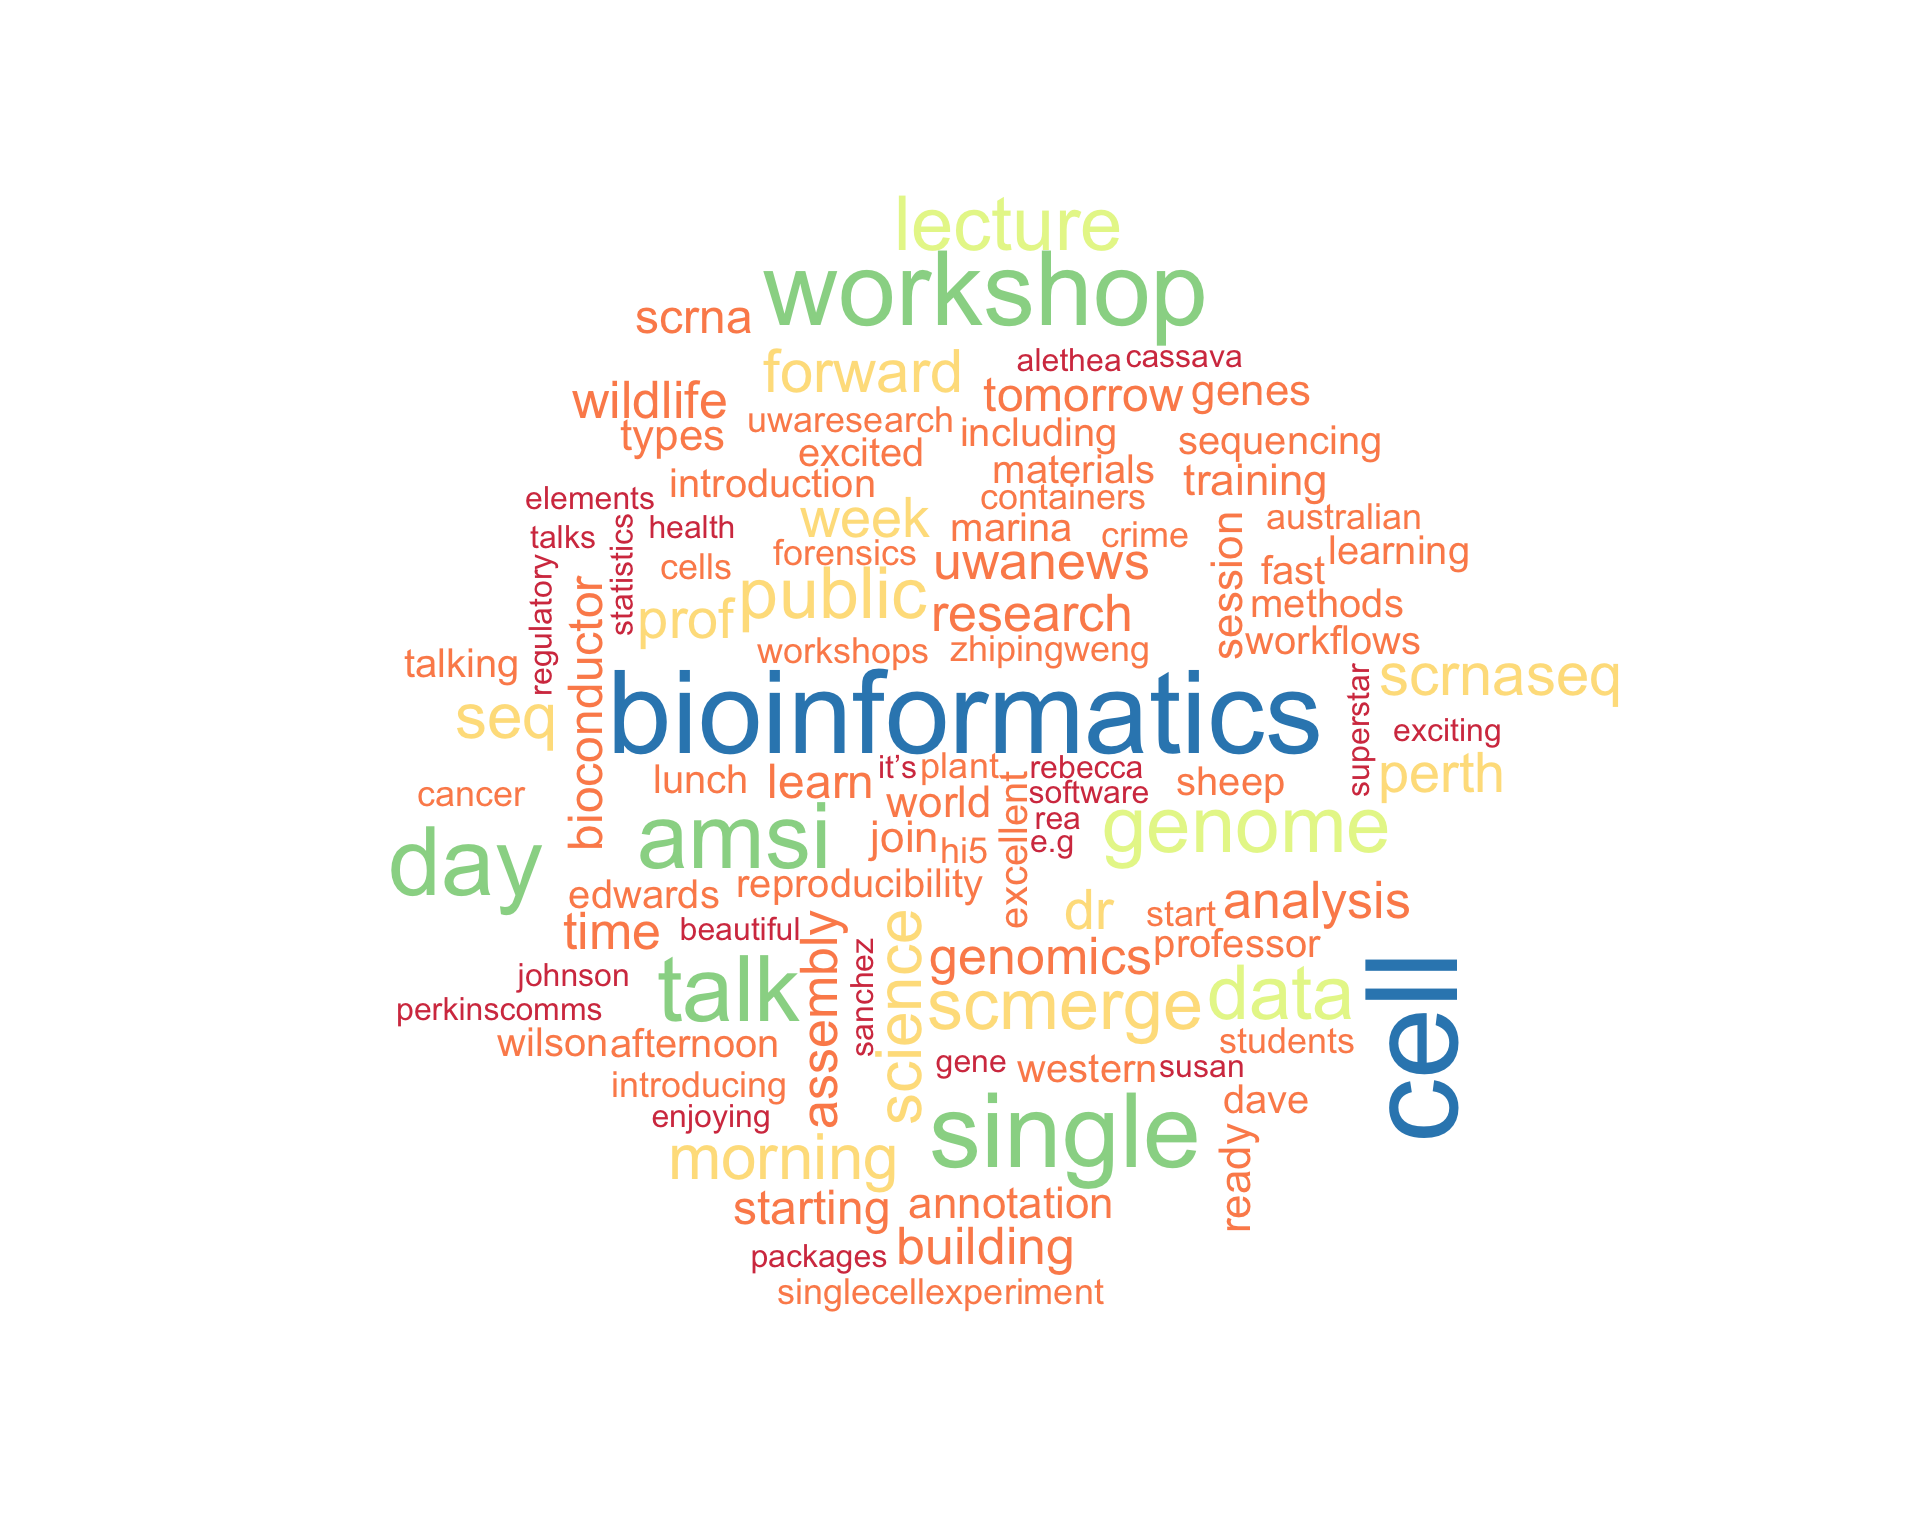 lecture
workshop
scrna
forward
alethea
cassava
wildlife
tomorrow
genes
types
uwaresearch
including
sequencing
excited
materials
training
introduction
containers
elements
week
marina
crime
session
australian
talks
statistics
health
forensics
uwanews
fast
learning
regulatory
cells
public
methods
bioconductor
prof
research
workflows
talking
workshops
zhipingweng
scrnaseq
seq
bioinformatics
superstar
exciting
cancer
lunch
learn
it's
plant
rebecca
sheep
perth
world
excellent
software
day
amsi
join
hi5
rea
e.g
genome
edwards
reproducibility
dr
start
analysis
time
beautiful
assembly
science
genomics
professor
johnson
talk
sanchez
scmerge
data
cell
perkinscomms
wilson
afternoon
gene
western
susan
students
introducing
dave
enjoying
single
ready
morning
starting
annotation
packages
building
singlecellexperiment